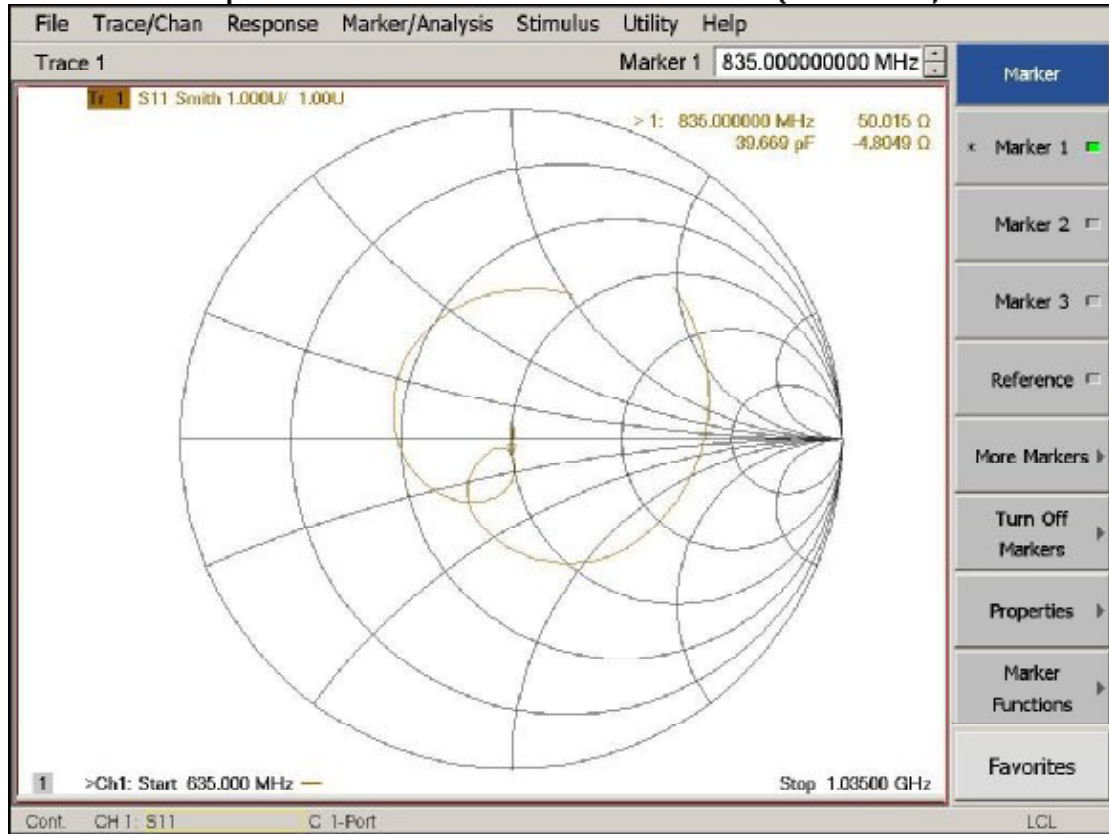 File Trace/Chan Response Marker/Analysis Stimulus Utility Help
Trace 1 Marker 1 835.000000000 MHz
Marker
Tr 1 S11 Smith 1.000U/ 1.00U
> 1: 835.000000 MHz 50.015 Ω
39.669 pF -4.8049 Ω
* Marker 1
Marker 2
Marker 3
Reference
More Markers
Turn Off
Markers
Properties
Marker
Functions
Favorites
1 >Ch1: Start 635.000 MHz — Stop 1.03500 GHz
Cont. CH 1: S11 C 1-Port LCL